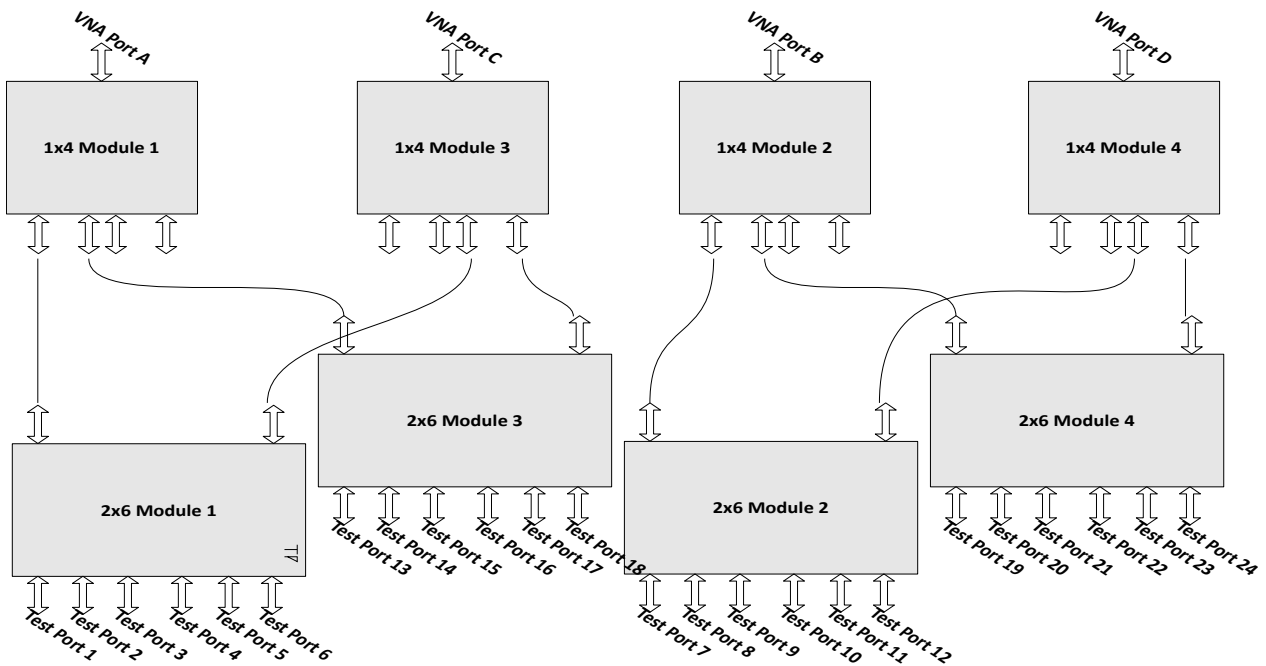 VNA Port A
VNA Port C
VNA Port B
VNA Port D
1x4 Module 1
1x4 Module 3
1x4 Module 2
1x4 Module 4
2x6 Module 3
2x6 Module 4
2x6 Module 1
2x6 Module 2
Test Port 13
Test Port 14
Test Port 15
Test Port 16
Test Port 17
Test Port 18
Test Port 19
Test Port 20
Test Port 21
Test Port 22
Test Port 23
Test Port 24
Test Port 1
Test Port 2
Test Port 3
Test Port 4
Test Port 5
Test Port 6
Test Port 7
Test Port 8
Test Port 9
Test Port 10
Test Port 11
Test Port 12